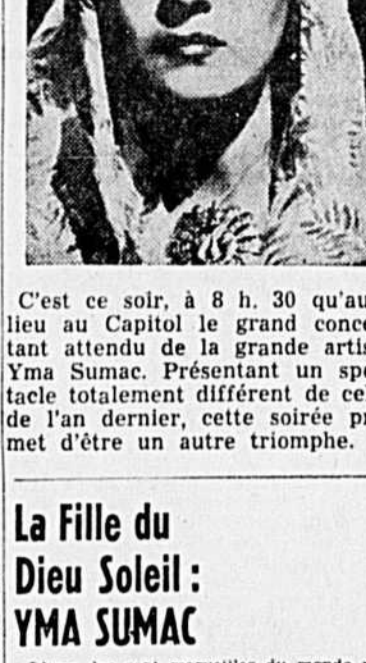 C'est ce soir, à 8 h. 30 qu'au
lieu au Capitol le grand conce
tant attendu de la grande artis
Yma Sumac. Présentant un spe
tacle totalement différent de cel
de l'an dernier, cette soirée pr
met d'être un autre triomphe.
La Fille du
Dieu Soleil :
YMA SUMAC